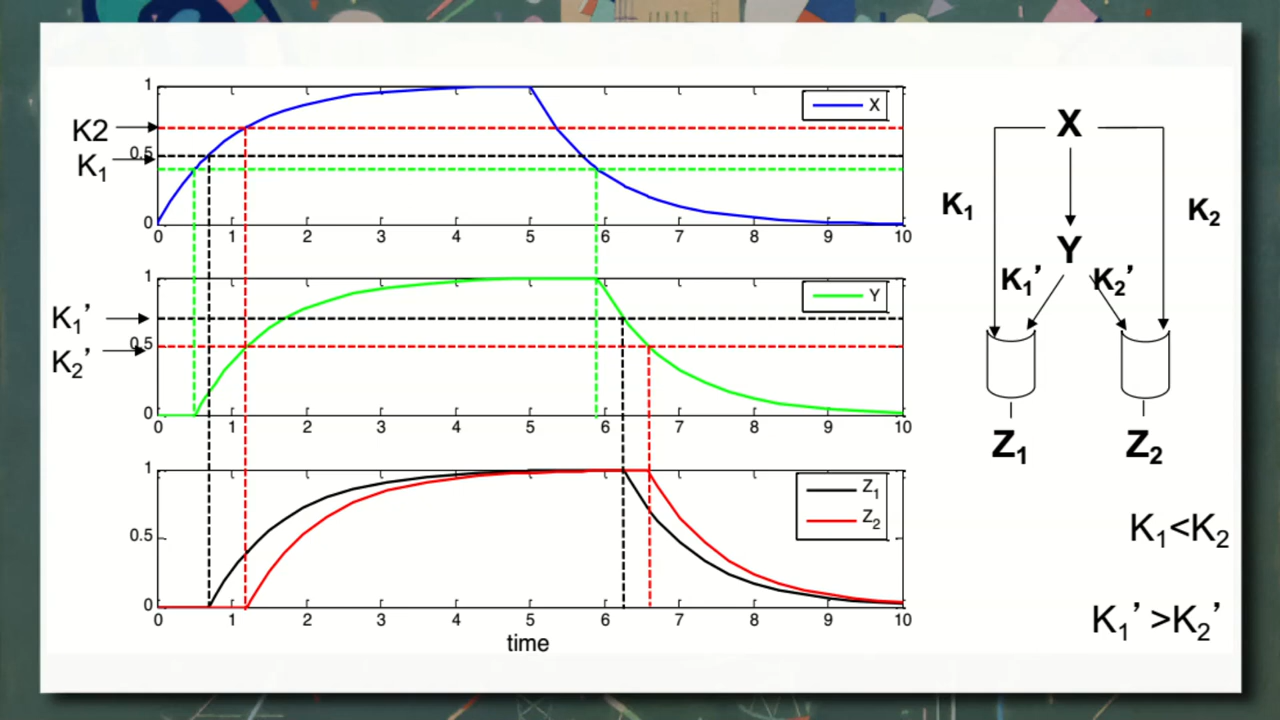 1
X
K2
0.5
K₁
0
0 1 2 3 4 5 6 7 8 9 10
1
Y
K₁’
0.5
K₂’
0
0 1 2 3 4 5 6 7 8 9 10
1
Z₁
Z₂
0.5
0
0 1 2 3 4 5 6 7 8 9 10
time
X
K₁
K₂
Y
K₁’ K₂’
Z₁ Z₂
K₁<K₂
K₁’ >K₂’